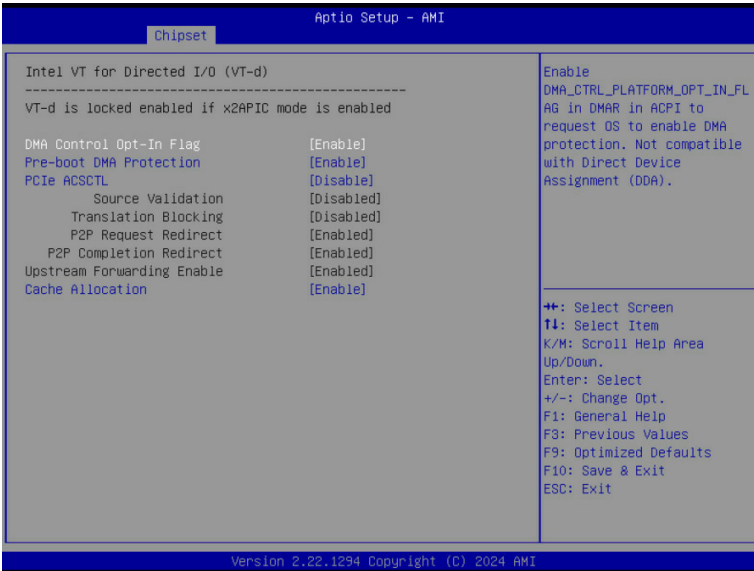 Aptio Setup – AMI
Chipset
Intel VT for Directed I/O (VT-d)
--------------------------------------------------
VT-d is locked enabled if x2APIC mode is enabled
DMA Control Opt-In Flag [Enable]
Pre-boot DMA Protection [Enable]
PCIe ACSCTL [Disable]
Source Validation [Disabled]
Translation Blocking [Disabled]
P2P Request Redirect [Enabled]
P2P Completion Redirect [Enabled]
Upstream Forwarding Enable [Enabled]
Cache Allocation [Enable]
Enable
DMA_CTRL_PLATFORM_OPT_IN_FL
AG in DMAR in ACPI to
request OS to enable DMA
protection. Not compatible
with Direct Device
Assignment (DDA).
→←: Select Screen
↑↓: Select Item
K/M: Scroll Help Area
Up/Down.
Enter: Select
+/-: Change Opt.
F1: General Help
F3: Previous Values
F9: Optimized Defaults
F10: Save & Exit
ESC: Exit
Version 2.22.1294 Copyright (C) 2024 AMI